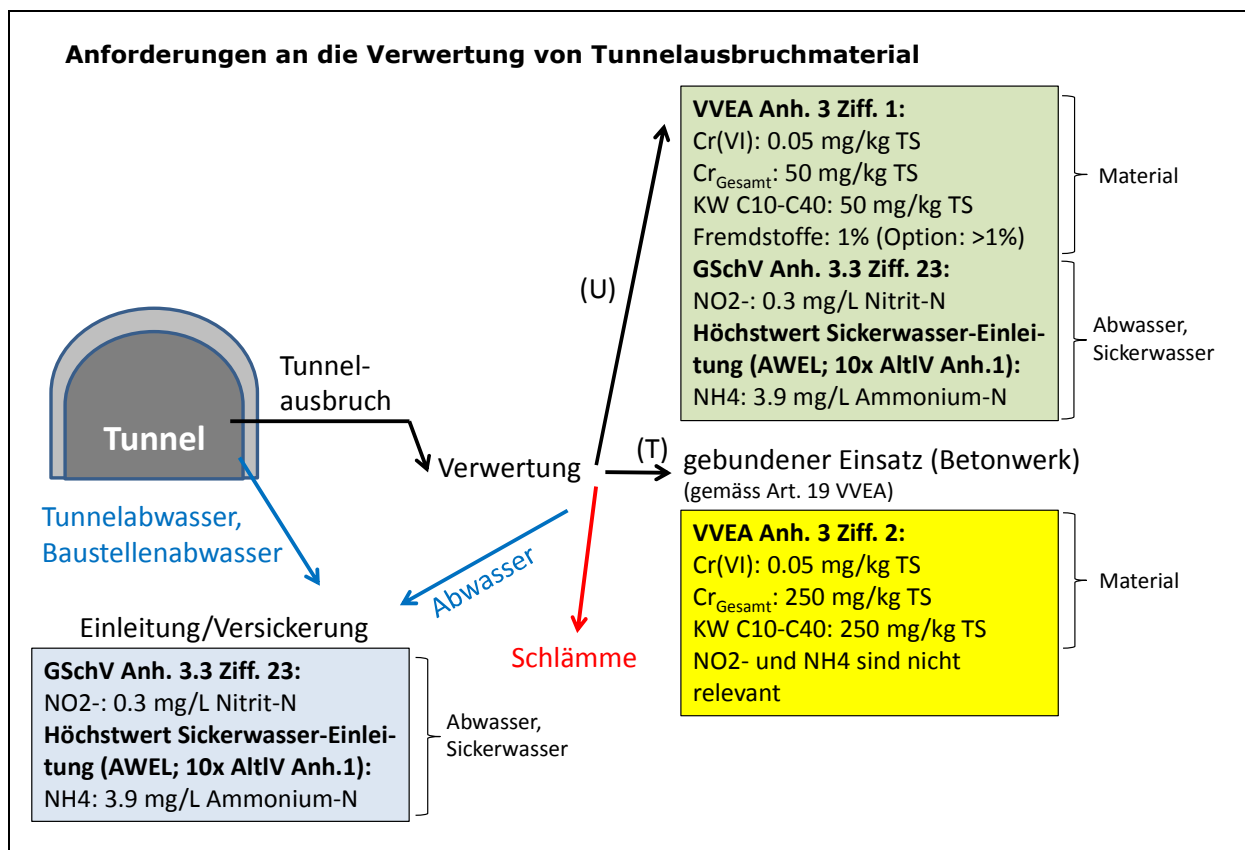 Anforderungen an die Verwertung von Tunnelausbruchmaterial
VVEA Anh. 3 Ziff. 1:
Cr(VI): 0.05 mg/kg TS
CrGesamt: 50 mg/kg TS
KW C10-C40: 50 mg/kg TS
Fremdstoffe: 1% (Option: >1%)
Material
GSchV Anh. 3.3 Ziff. 23:
NO2-: 0.3 mg/L Nitrit-N
Höchstwert Sickerwasser-Einlei-
tung (AWEL; 10x AltlV Anh.1):
NH4: 3.9 mg/L Ammonium-N
Abwasser,
Sickerwasser
(U)
Tunnel-
ausbruch
Tunnel
Verwertung
(T)
gebundener Einsatz (Betonwerk)
(gemäss Art. 19 VVEA)
VVEA Anh. 3 Ziff. 2:
Cr(VI): 0.05 mg/kg TS
CrGesamt: 250 mg/kg TS
KW C10-C40: 250 mg/kg TS
NO2- und NH4 sind nicht
relevant
Material
Tunnelabwasser,
Baustellenabwasser
Abwasser
Schlämme
Einleitung/Versickerung
GSchV Anh. 3.3 Ziff. 23:
NO2-: 0.3 mg/L Nitrit-N
Höchstwert Sickerwasser-Einlei-
tung (AWEL; 10x AltlV Anh.1):
NH4: 3.9 mg/L Ammonium-N
Abwasser,
Sickerwasser